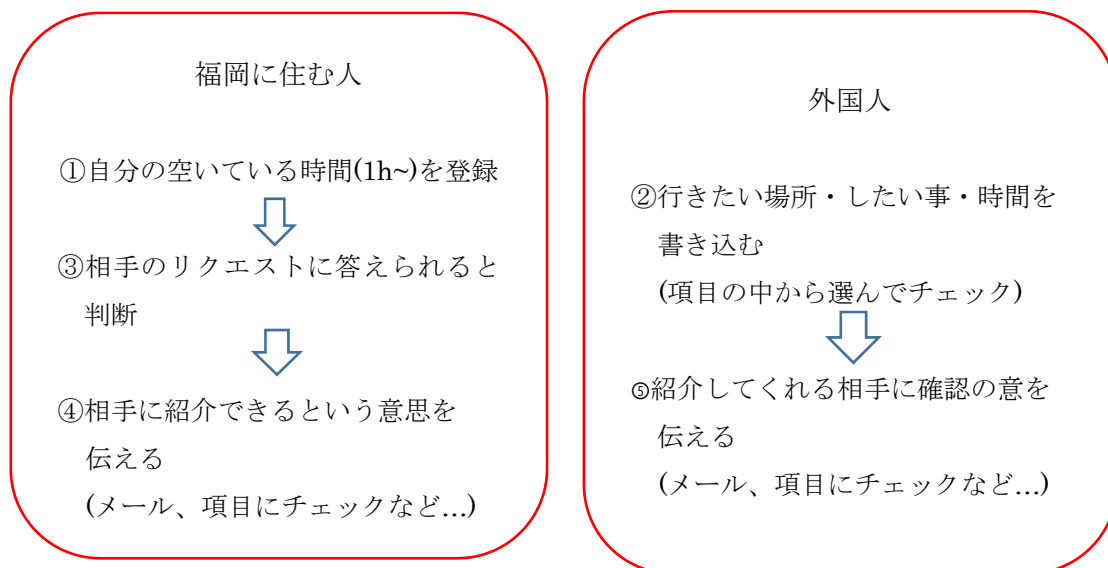 福岡に住む人
①自分の空いている時間(1h~)を登録
③相手のリクエストに答えられると
判断
④相手に紹介できるという意思を
伝える
(メール、項目にチェックなど…)
外国人
②行きたい場所・したい事・時間を
書き込む
(項目の中から選んでチェック)
⑤紹介してくれる相手に確認の意を
伝える
(メール、項目にチェックなど…)